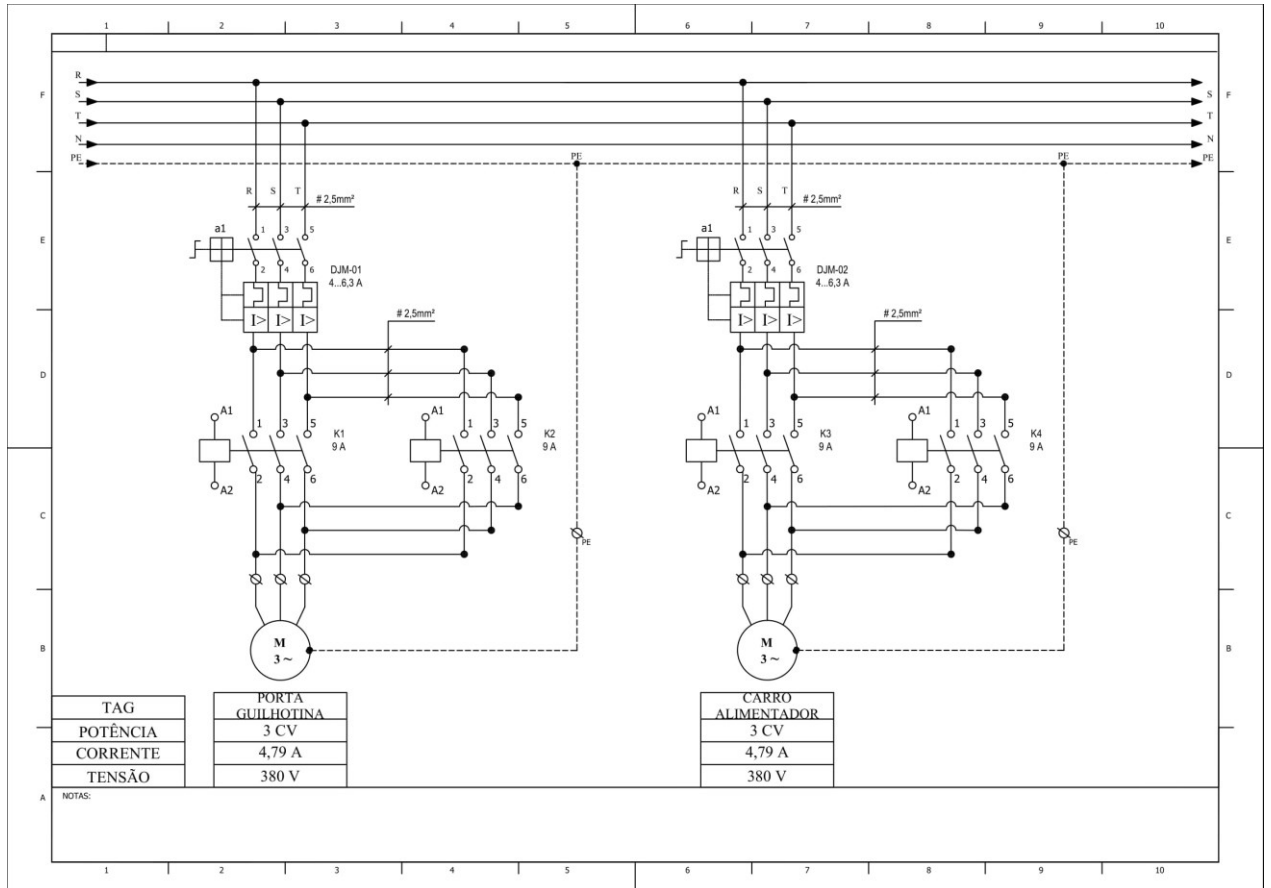 1 2 3 4 5 6 7 8 9 10
R
S S
F F
T T
N N
PE PE PE PE
R S T # 2,5mm² R S T # 2,5mm²
a1 1 3 5 a1 1 3 5
E E
2 4 6 DJM-01 2 4 6 DJM-02
4...6,3 A 4...6,3 A
I> I> I> # 2,5mm² I> I> I> # 2,5mm²
D D
A1 1 3 5 K1 A1 1 3 5 K2 A1 1 3 5 K3 A1 1 3 5 K4
9 A 9 A 9 A 9 A
A2 2 4 6 A2 2 4 6 A2 2 4 6 A2 2 4 6
C C
PE PE
B M M B
3 ~ 3 ~
TAG PORTA GUILHOTINA CARRO ALIMENTADOR
POTÊNCIA 3 CV 3 CV
CORRENTE 4,79 A 4,79 A
TENSÃO 380 V 380 V
A NOTAS:
1 2 3 4 5 6 7 8 9 10